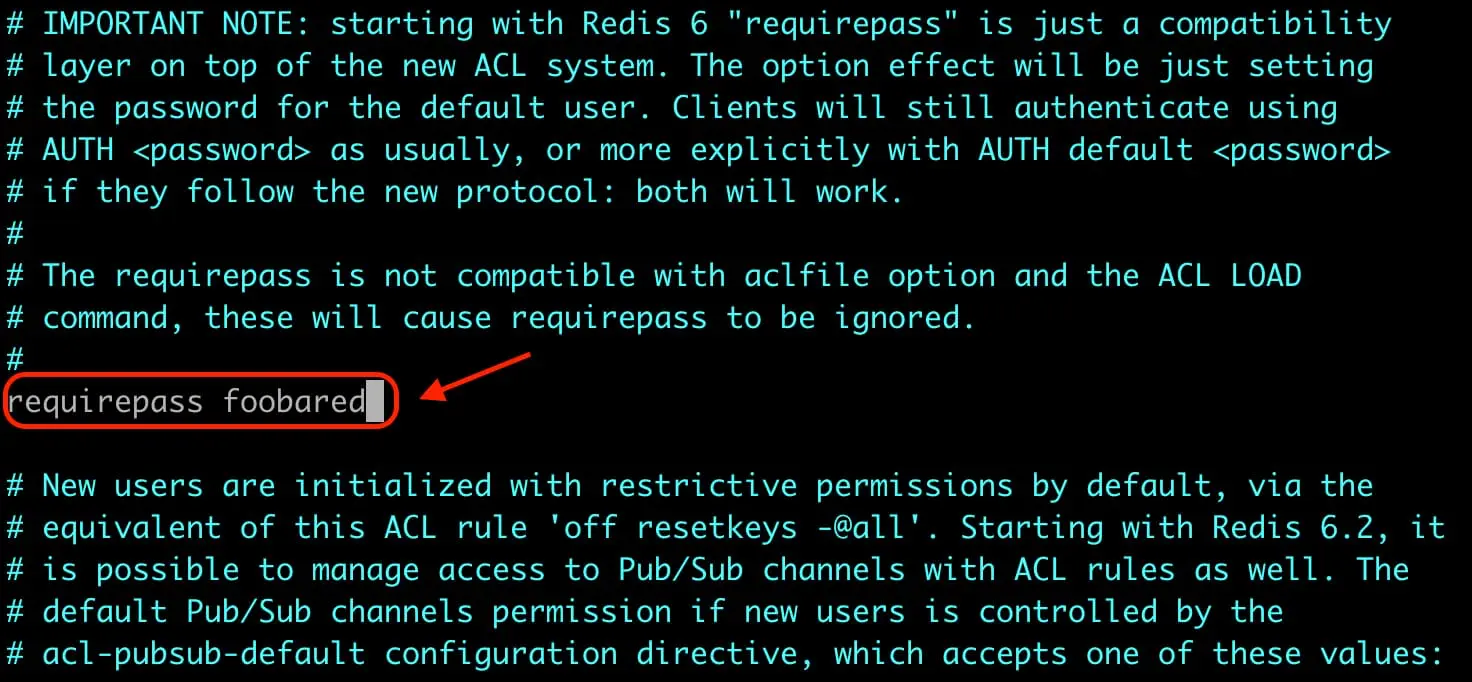 # IMPORTANT NOTE: starting with Redis 6 "requirepass" is just a compatibility
# layer on top of the new ACL system. The option effect will be just setting
# the password for the default user. Clients will still authenticate using
# AUTH <password> as usually, or more explicitly with AUTH default <password>
# if they follow the new protocol: both will work.
#
# The requirepass is not compatible with aclfile option and the ACL LOAD
# command, these will cause requirepass to be ignored.
#
requirepass foobared
# New users are initialized with restrictive permissions by default, via the
# equivalent of this ACL rule 'off resetkeys -@all'. Starting with Redis 6.2, it
# is possible to manage access to Pub/Sub channels with ACL rules as well. The
# default Pub/Sub channels permission if new users is controlled by the
# acl-pubsub-default configuration directive, which accepts one of these values: